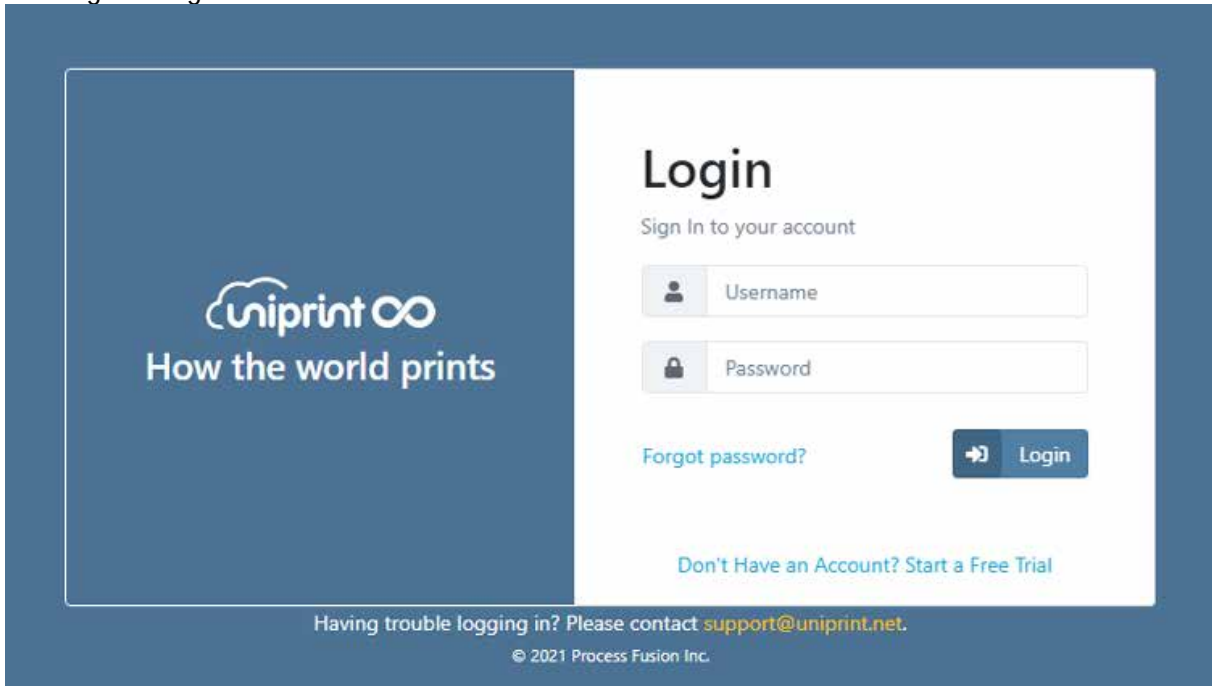 uniprint
How the world prints
Login
Sign In to your account
Username
Password
Forgot password?
Login
Don't Have an Account? Start a Free Trial
Having trouble logging in? Please contact support@uniprint.net.
© 2021 Process Fusion Inc.